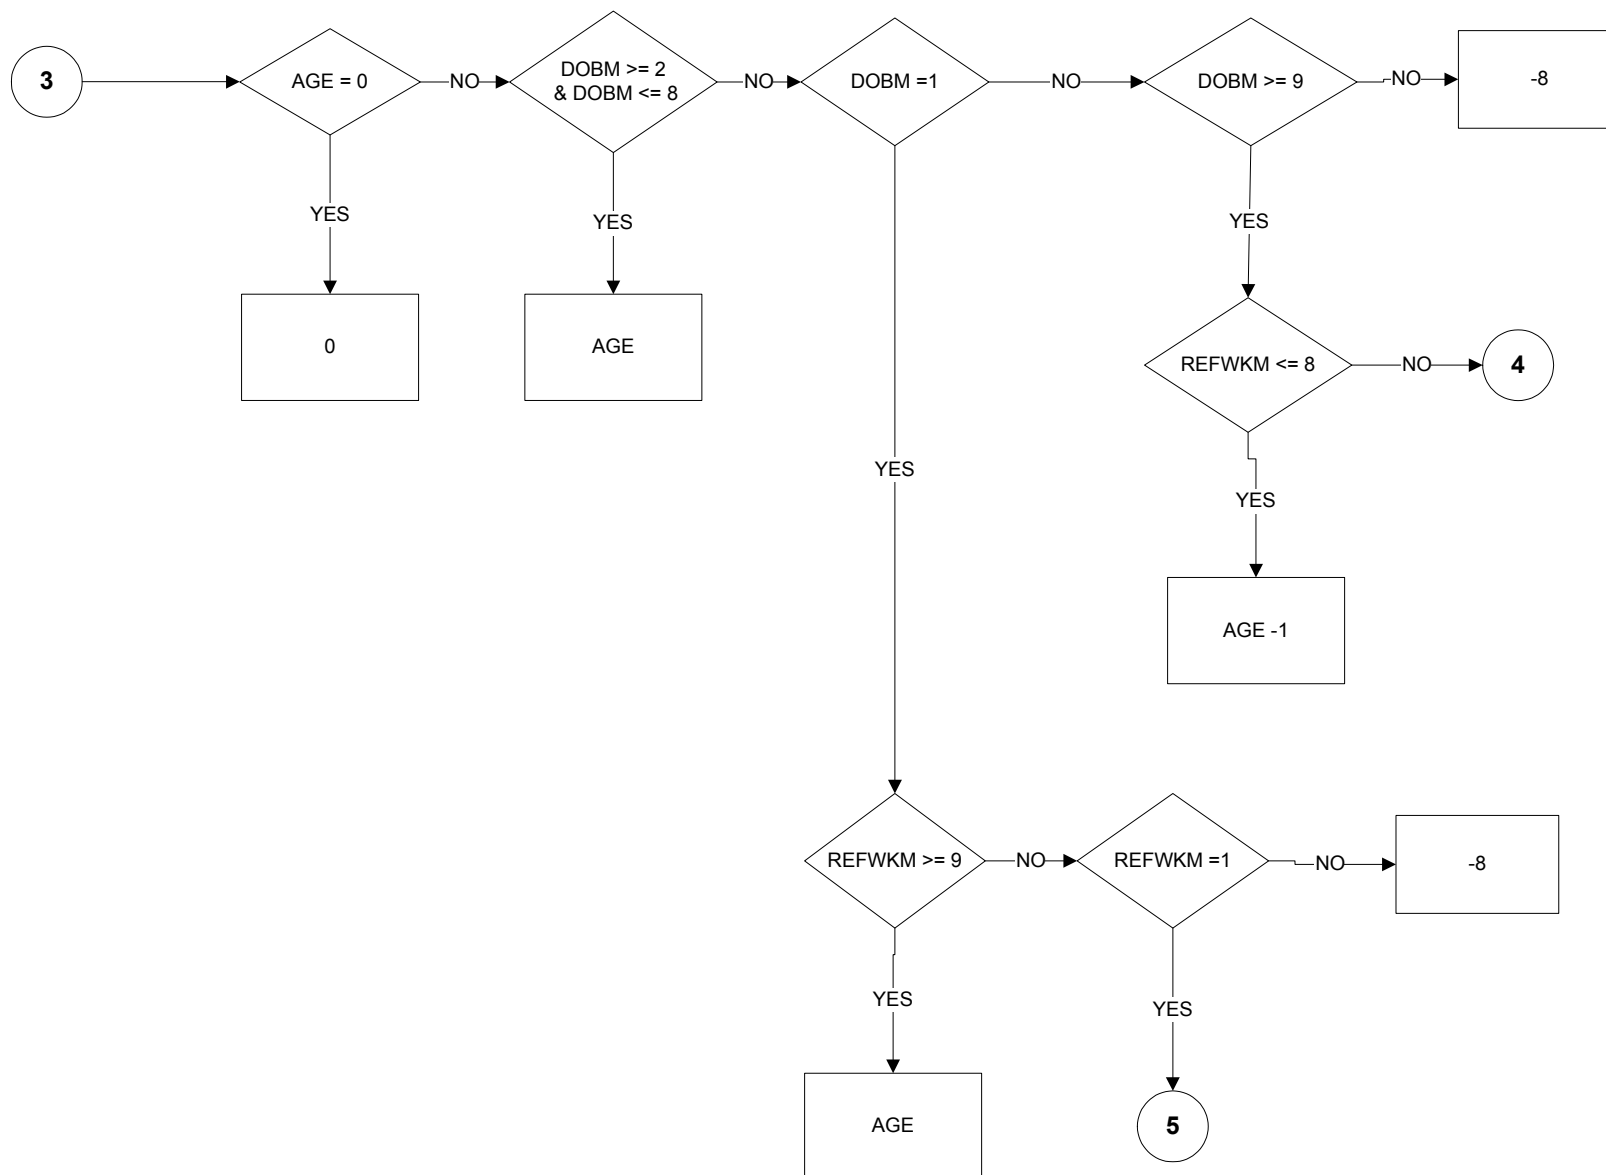 3
AGE = 0
NO
DOBM >= 2
& DOBM <= 8
NO
DOBM =1
NO
DOBM >= 9
NO
-8
YES
YES
YES
0
AGE
REFWKM <= 8
NO
4
YES
YES
AGE -1
REFWKM >= 9
NO
REFWKM =1
NO
-8
YES
YES
AGE
5